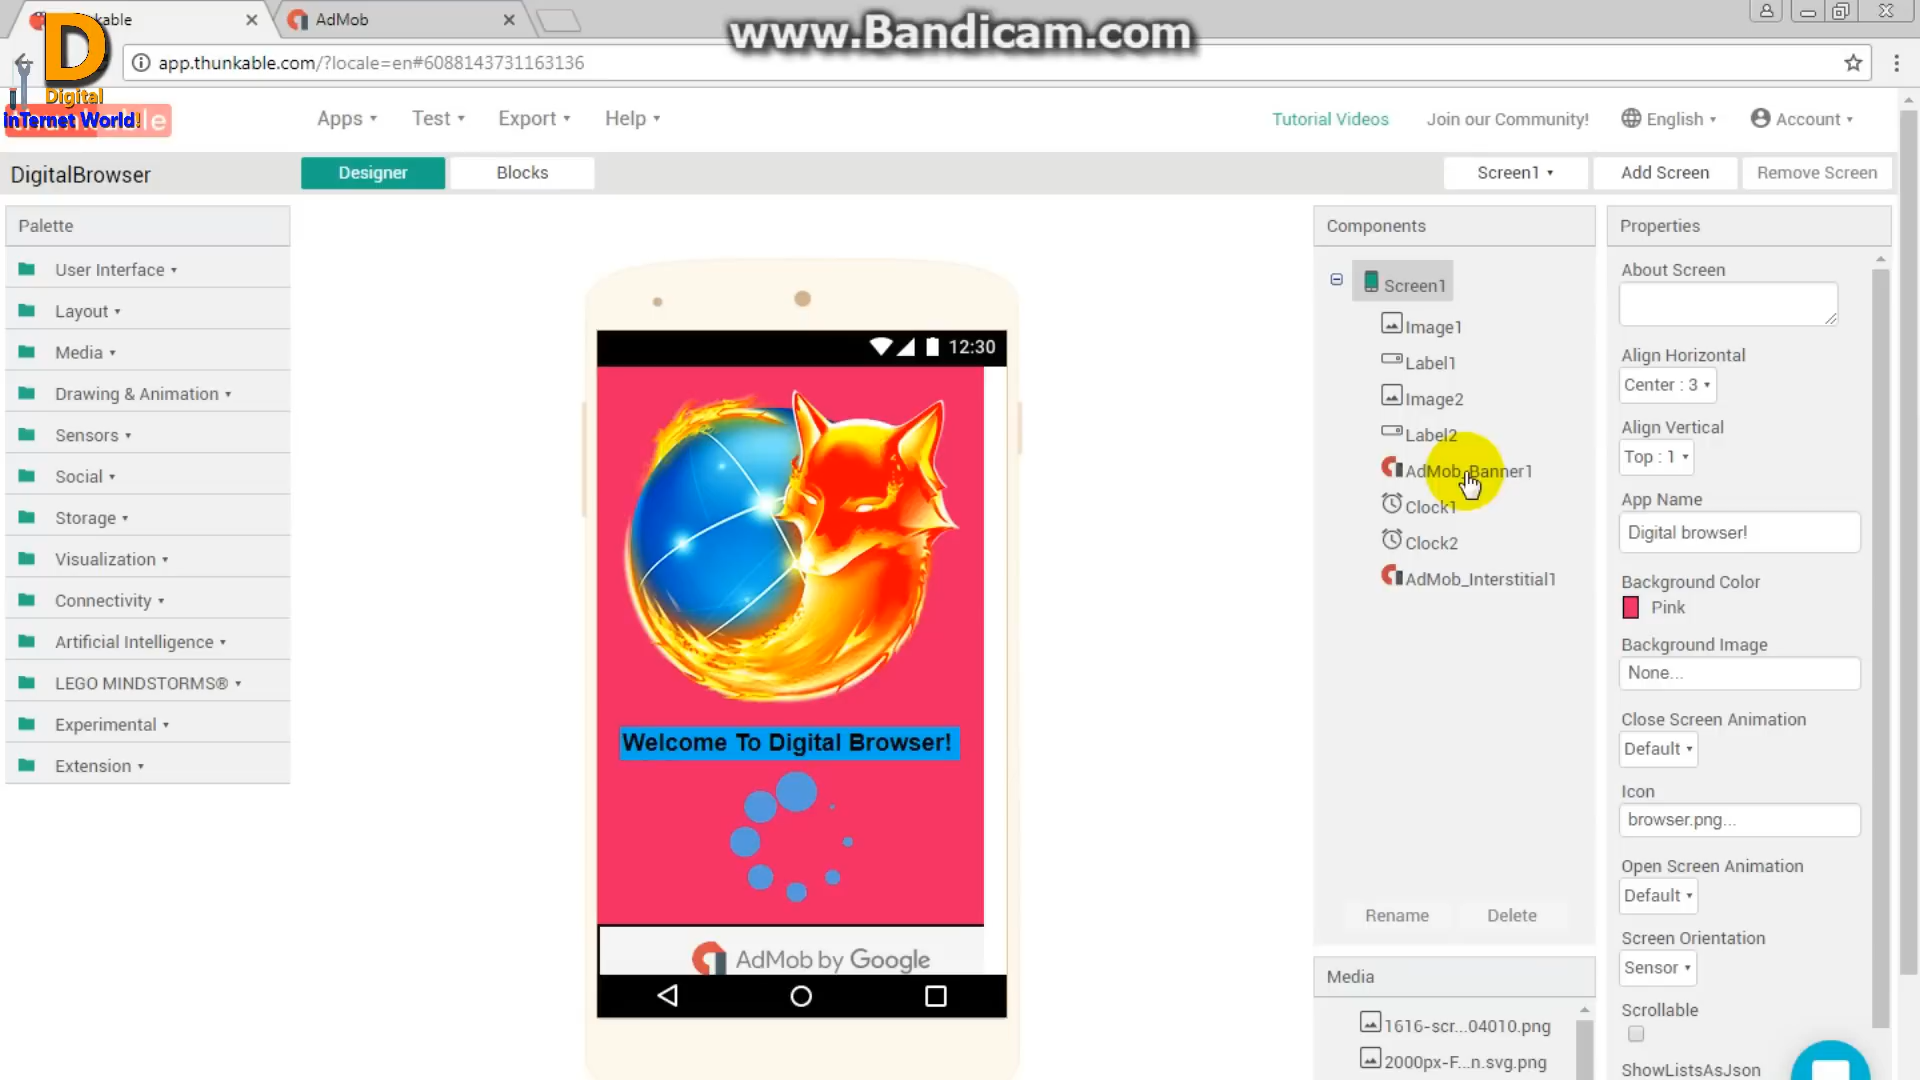 AdMob
www.Bandicam.com
app.thunkable.com/?locale=en#6088143731163136
Digital
inTernet World!
Apps
Test
Export
Help
Tutorial Videos
Join our Community!
English
Account
DigitalBrowser
Designer
Blocks
Screen1
Add Screen
Remove Screen
Palette
User Interface
Layout
Media
Drawing & Animation
Sensors
Social
Storage
Visualization
Connectivity
Artificial Intelligence
LEGO MINDSTORMS®
Experimental
Extension
12:30
Welcome To Digital Browser!
AdMob by Google
Components
Screen1
Image1
Label1
Image2
Label2
AdMob_Banner1
Clock1
Clock2
AdMob_Interstitial1
Rename
Delete
Media
1616-scr...04010.png
2000px-F...n.svg.png
Properties
About Screen
Align Horizontal
Center : 3
Align Vertical
Top : 1
App Name
Digital browser!
Background Color
Pink
Background Image
None...
Close Screen Animation
Default
Icon
browser.png...
Open Screen Animation
Default
Screen Orientation
Sensor
Scrollable
ShowListsAsJson